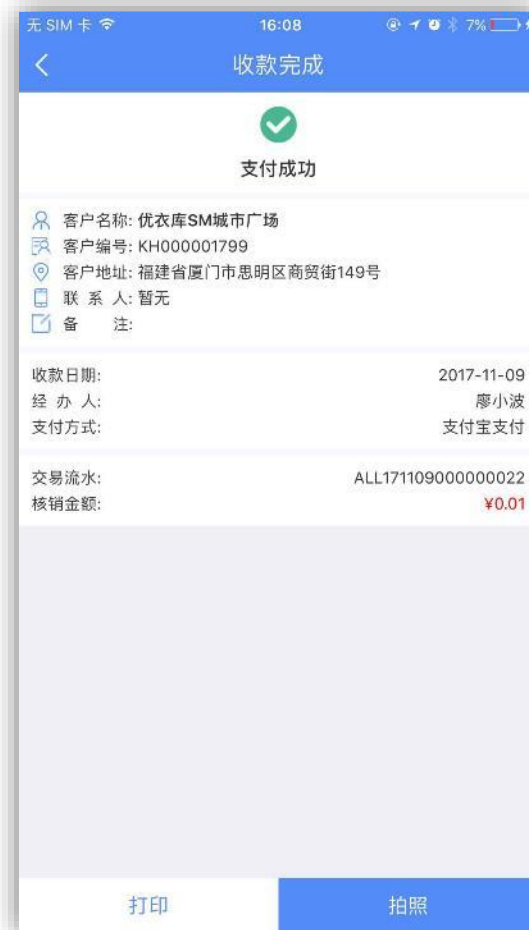 无 SIM 卡 16:08 7%
收款完成
支付成功
客户名称: 优衣库SM城市广场
客户编号: KH000001799
客户地址: 福建省厦门市思明区商贸街149号
联 系 人: 暂无
备 注:
收款日期: 2017-11-09
经 办 人: 廖小波
支付方式: 支付宝支付
交易流水: ALL171109000000022
核销金额: ¥0.01
打印 拍照